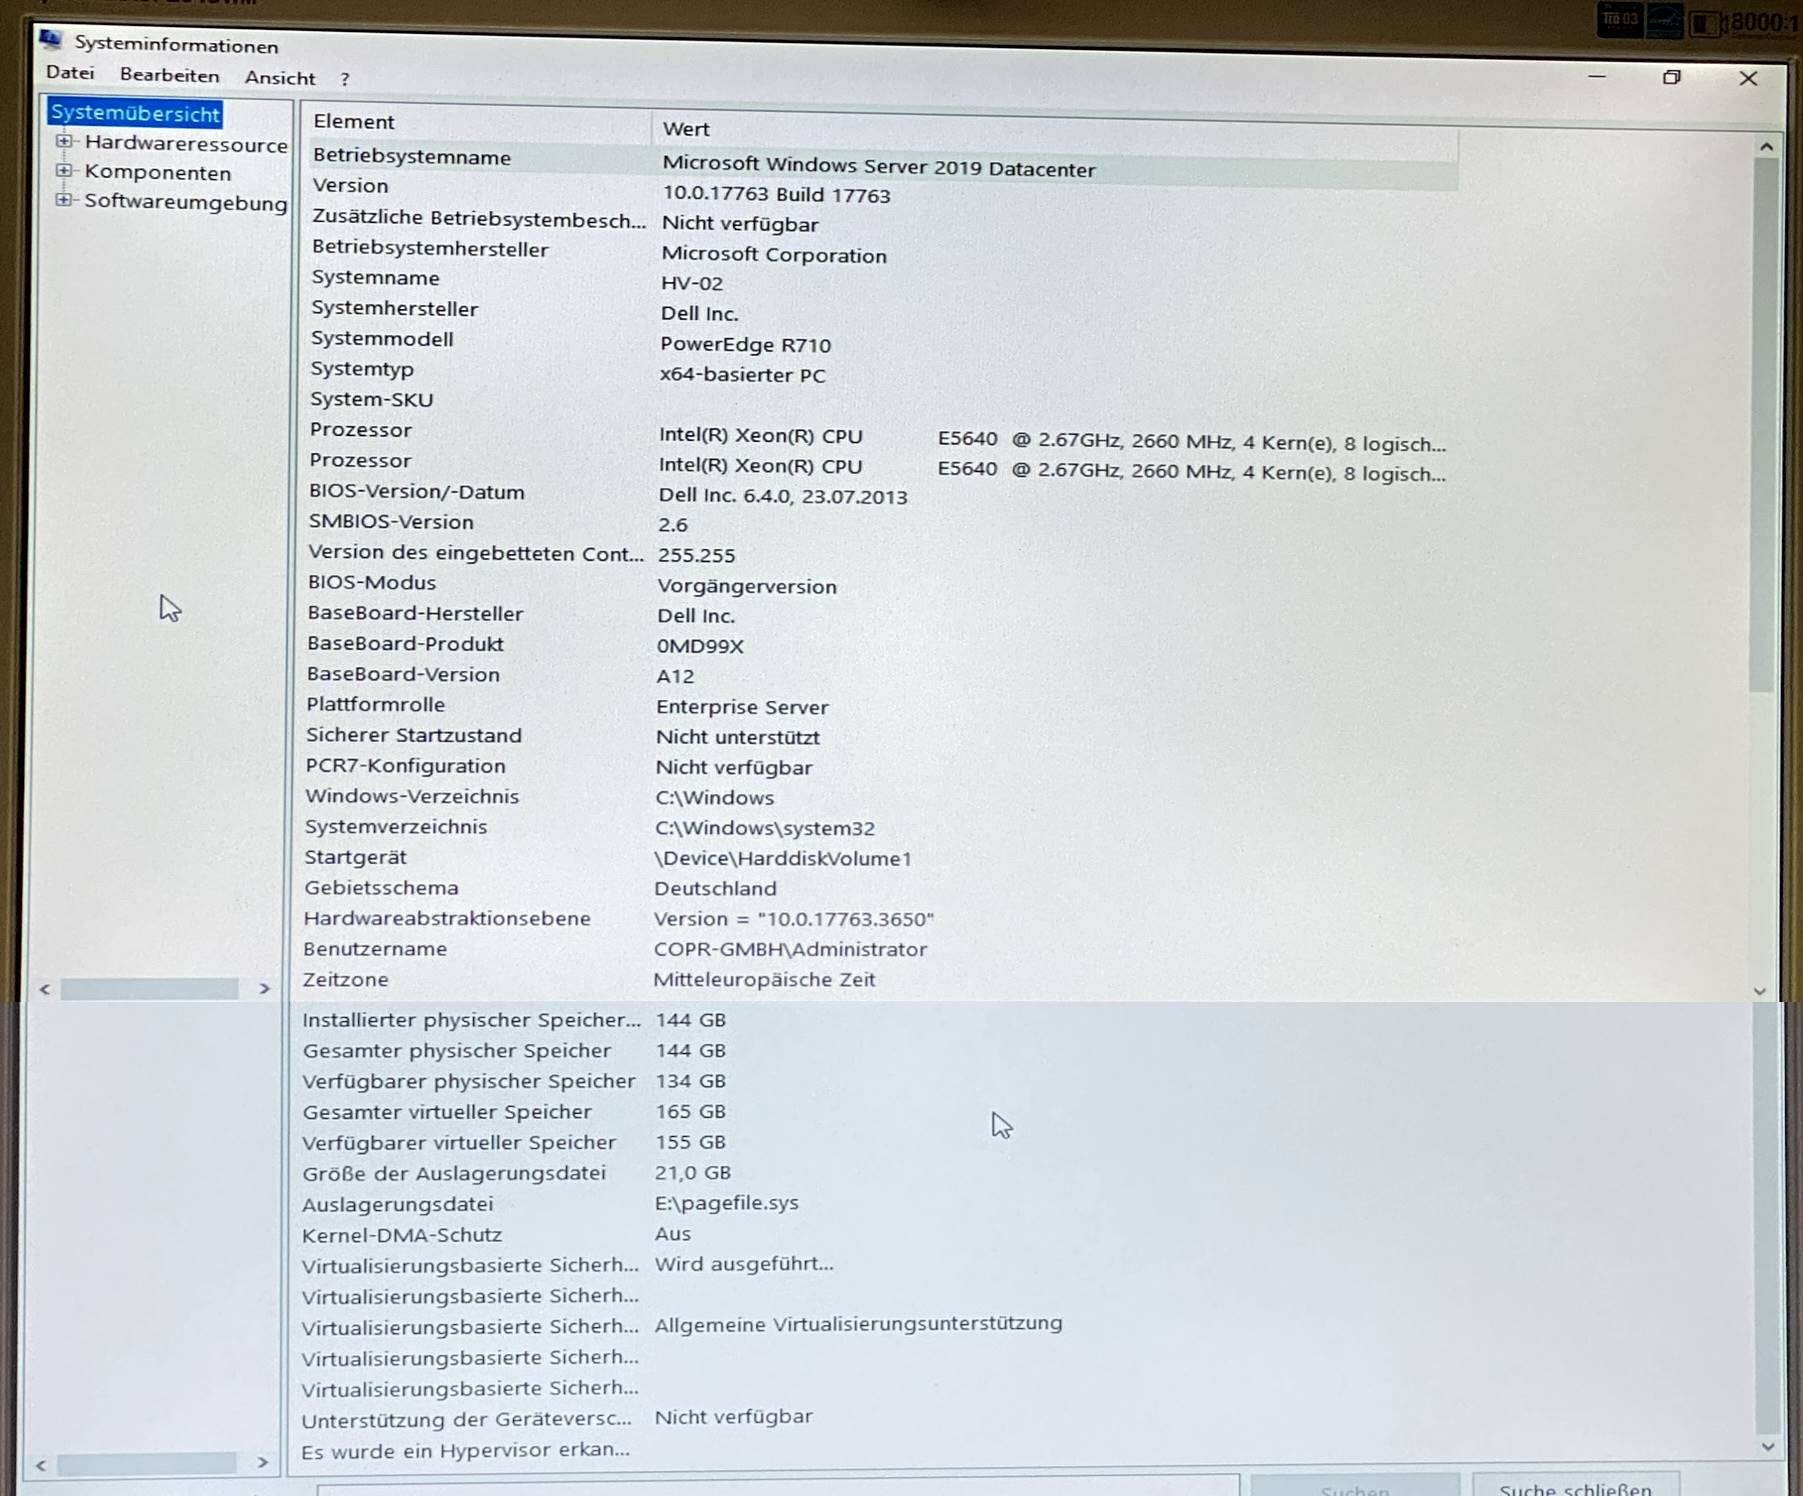 Tco 03
8000:1
Systeminformationen
Datei Bearbeiten Ansicht ?
Systemübersicht
Hardwareressource
Komponenten
Softwareumgebung
Element Wert
Betriebsystemname Microsoft Windows Server 2019 Datacenter
Version 10.0.17763 Build 17763
Zusätzliche Betriebsystembesch... Nicht verfügbar
Betriebsystemhersteller Microsoft Corporation
Systemname HV-02
Systemhersteller Dell Inc.
Systemmodell PowerEdge R710
Systemtyp x64-basierter PC
System-SKU
Prozessor Intel(R) Xeon(R) CPU E5640 @ 2.67GHz, 2660 MHz, 4 Kern(e), 8 logisch...
Prozessor Intel(R) Xeon(R) CPU E5640 @ 2.67GHz, 2660 MHz, 4 Kern(e), 8 logisch...
BIOS-Version/-Datum Dell Inc. 6.4.0, 23.07.2013
SMBIOS-Version 2.6
Version des eingebetteten Cont... 255.255
BIOS-Modus Vorgängerversion
BaseBoard-Hersteller Dell Inc.
BaseBoard-Produkt 0MD99X
BaseBoard-Version A12
Plattformrolle Enterprise Server
Sicherer Startzustand Nicht unterstützt
PCR7-Konfiguration Nicht verfügbar
Windows-Verzeichnis C:\Windows
Systemverzeichnis C:\Windows\system32
Startgerät \Device\HarddiskVolume1
Gebietsschema Deutschland
Hardwareabstraktionsebene Version = "10.0.17763.3650"
Benutzername COPR-GMBH\Administrator
Zeitzone Mitteleuropäische Zeit
Installierter physischer Speicher... 144 GB
Gesamter physischer Speicher 144 GB
Verfügbarer physischer Speicher 134 GB
Gesamter virtueller Speicher 165 GB
Verfügbarer virtueller Speicher 155 GB
Größe der Auslagerungsdatei 21,0 GB
Auslagerungsdatei E:\pagefile.sys
Kernel-DMA-Schutz Aus
Virtualisierungsbasierte Sicherh... Wird ausgeführt...
Virtualisierungsbasierte Sicherh...
Virtualisierungsbasierte Sicherh... Allgemeine Virtualisierungsunterstützung
Virtualisierungsbasierte Sicherh...
Virtualisierungsbasierte Sicherh...
Unterstützung der Geräteversc... Nicht verfügbar
Es wurde ein Hypervisor erkan...
Suchen Suche schließen